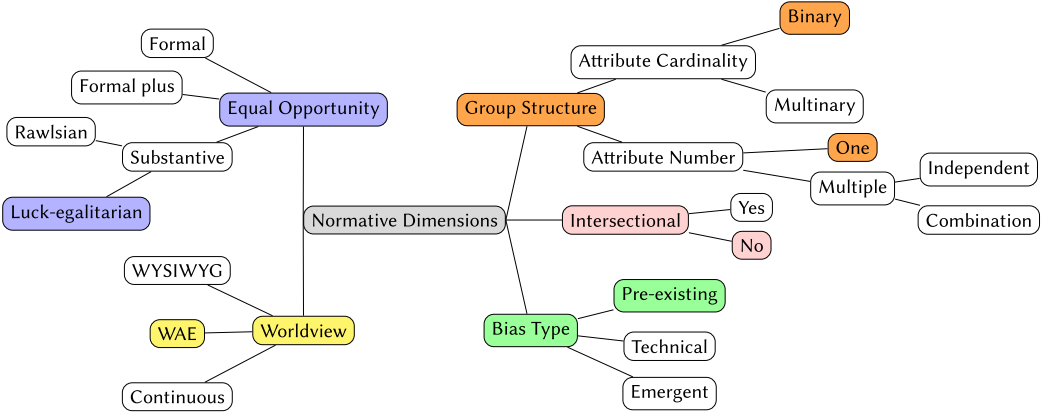 Binary
Formal
Attribute Cardinality
Formal plus
Equal Opportunity
Group Structure
Multinary
Rawlsian
Substantive
Attribute Number
One
Independent
Multiple
Luck-egalitarian
Normative Dimensions
Intersectional
Yes
Combination
No
WYSIWYG
Pre-existing
WAE
Worldview
Bias Type
Technical
Continuous
Emergent